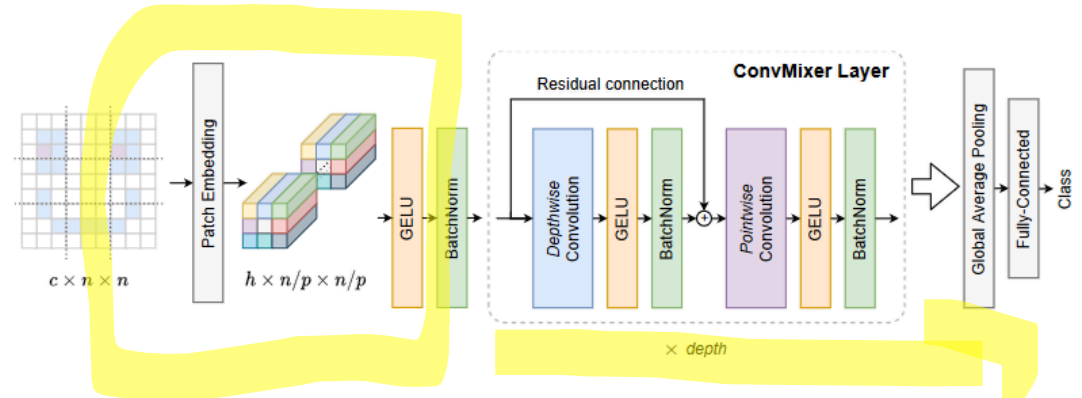 ConvMixer Layer
Residual connection
c × n × n
Patch Embedding
h × n/p × n/p
GELU
BatchNorm
Depthwise
Convolution
GELU
BatchNorm
+
Pointwise
Convolution
GELU
BatchNorm
× depth
Global Average Pooling
Fully-Connected
Class